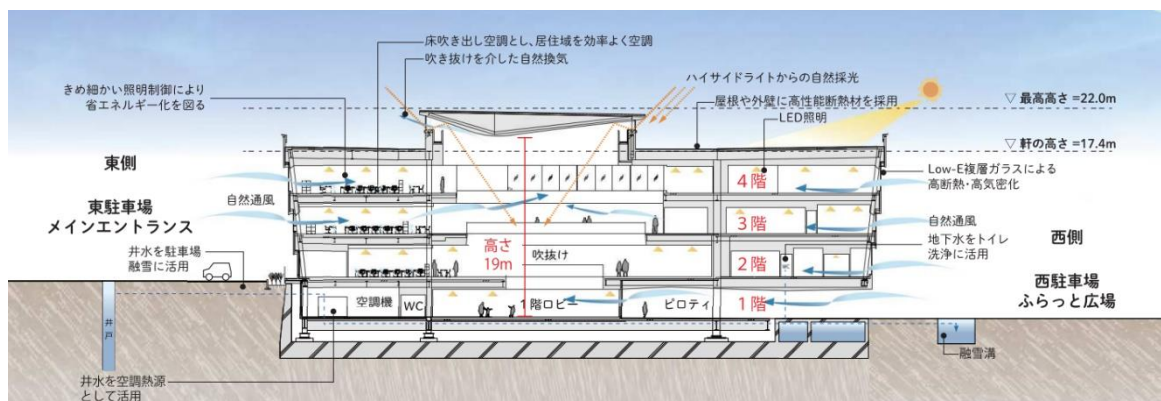 床吹き出し空調とし、居住域を効率よく空調
吹き抜けを介した自然換気
きめ細かい照明制御により
省エネルギー化を図る
ハイサイドライトからの自然採光
屋根や外壁に高性能断熱材を採用
LED照明
▽ 最高高さ =22.0m
▽ 軒の高さ =17.4m
東側
東駐車場
メインエントランス
自然通風
井水を駐車場
融雪に活用
4階
3階
2階
1階
高さ
19m
吹抜け
Low-E複層ガラスによる
高断熱・高気密化
自然通風
地下水をトイレ
洗浄に活用
西側
西駐車場
ふらっと広場
空調機
WC
1階ロビー
ピロティ
井戸
井水を空調熱源
として活用
融雪溝